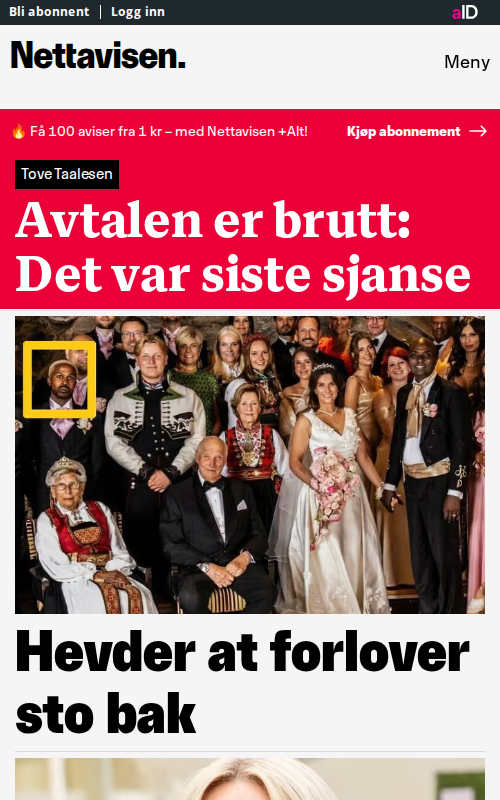 Bli abonnent | Logg inn
aID
Nettavisen.
Meny
🔥 Få 100 aviser fra 1 kr – med Nettavisen +Alt!
Kjøp abonnement →
Tove Taalesen
Avtalen er brutt:
Det var siste sjanse
Hevder at forlover
sto bak